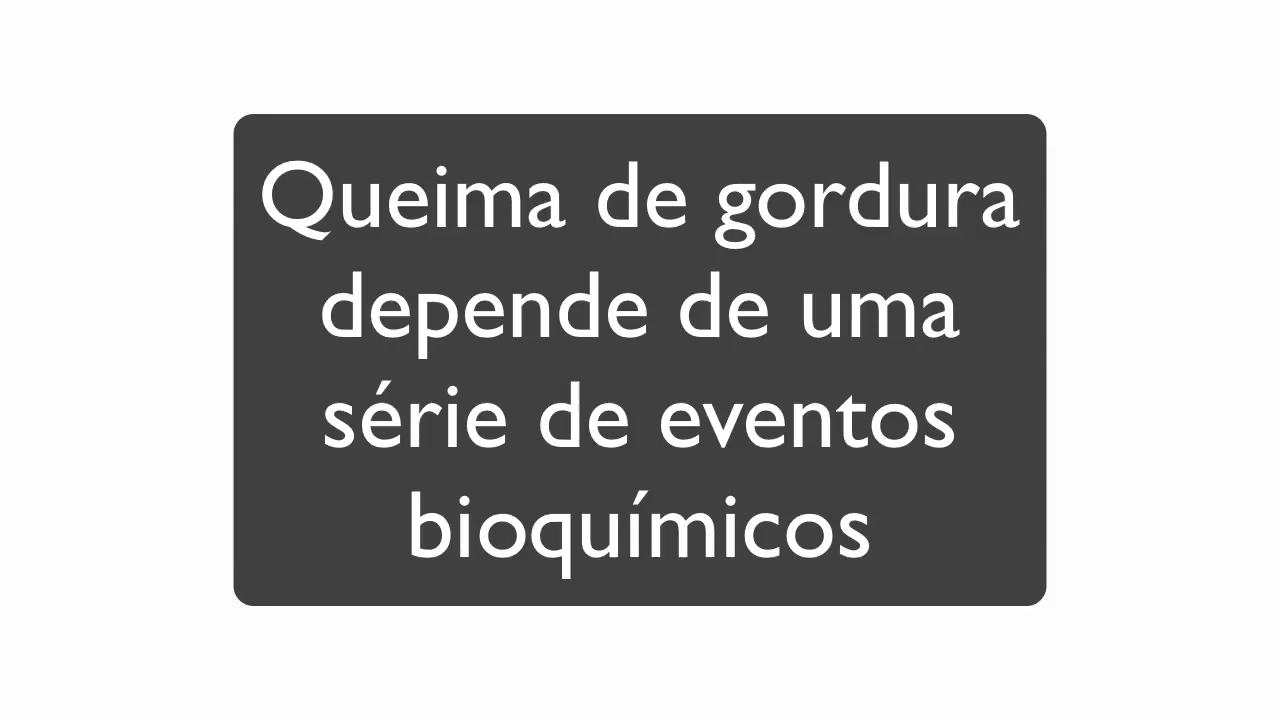 Queima de gordura
depende de uma
série de eventos
bioquímicos